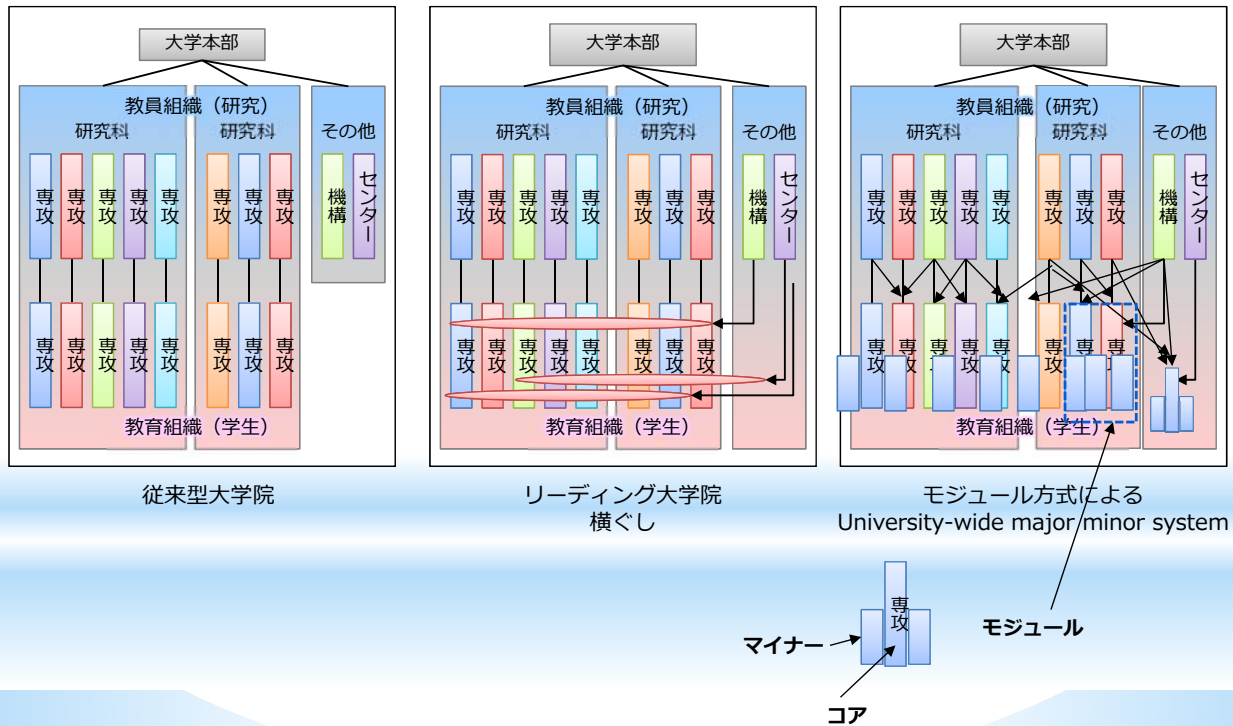 大学本部
教員組織（研究）
研究科
研究科
その他
専攻
専攻
専攻
専攻
専攻
専攻
専攻
専攻
機構
センター
専攻
専攻
専攻
専攻
専攻
専攻
専攻
専攻
教育組織（学生）
従来型大学院
大学本部
教員組織（研究）
研究科
研究科
その他
専攻
専攻
専攻
専攻
専攻
専攻
専攻
専攻
機構
センター
専攻
専攻
専攻
専攻
専攻
専攻
専攻
専攻
教育組織（学生）
リーディング大学院
横ぐし
大学本部
教員組織（研究）
研究科
研究科
その他
専攻
専攻
専攻
専攻
専攻
専攻
専攻
専攻
機構
センター
専攻
専攻
専攻
専攻
専攻
専攻
専攻
専攻
教育組織（学生）
モジュール方式による
University-wide major minor system
専攻
マイナー
コア
モジュール